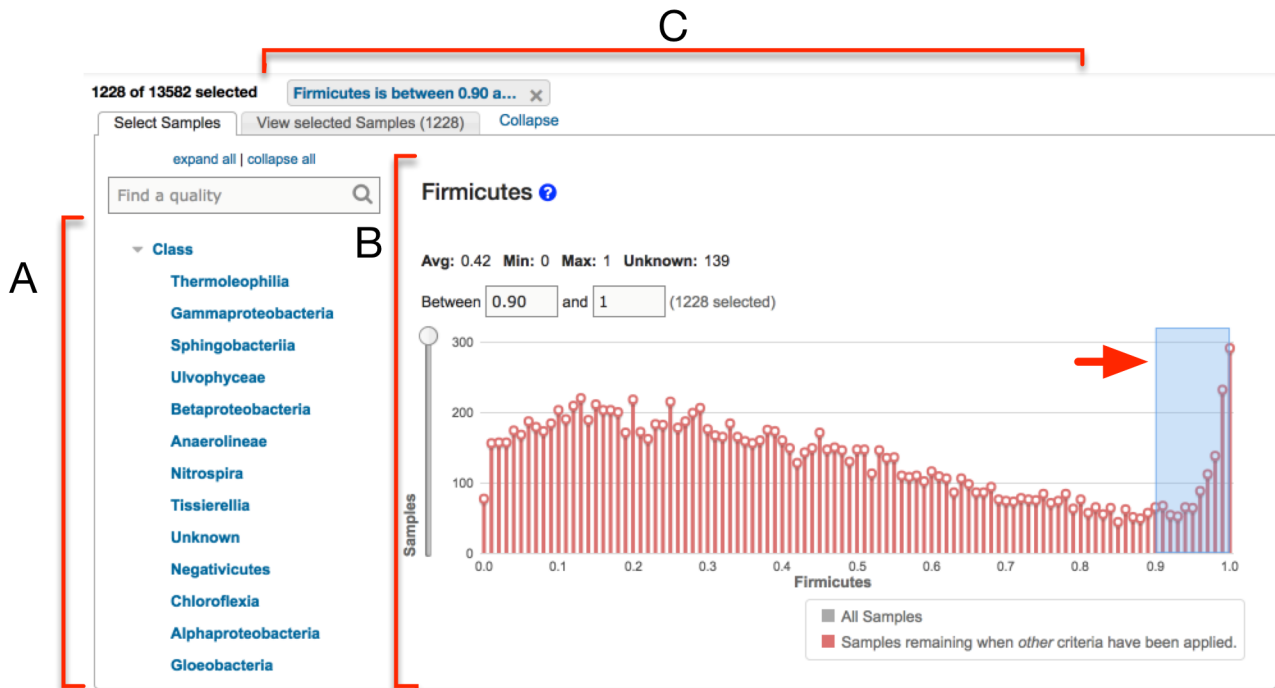 C
1228 of 13582 selected
Firmicutes is between 0.90 a...
Select Samples
View selected Samples (1228)
Collapse
expand all | collapse all
Find a quality
A
Class
Thermoleophilia
Gammaproteobacteria
Sphingobacteriia
Ulvophyceae
Betaproteobacteria
Anaerolineae
Nitrospira
Tissierellia
Unknown
Negativicutes
Chloroflexia
Alphaproteobacteria
Gloeobacteria
B
Firmicutes ?
Avg: 0.42 Min: 0 Max: 1 Unknown: 139
Between 0.90 and 1 (1228 selected)
300
200
100
0
Samples
0.0 0.1 0.2 0.3 0.4 0.5 0.6 0.7 0.8 0.9 1.0
Firmicutes
All Samples
Samples remaining when other criteria have been applied.